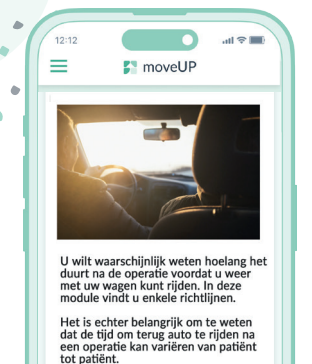 12:12
moveUP
U wilt waarschijnlijk weten hoelang het
duurt na de operatie voordat u weer
met uw wagen kunt rijden. In deze
module vindt u enkele richtlijnen.
Het is echter belangrijk om te weten
dat de tijd om terug auto te rijden na
een operatie kan variëren van patiënt
tot patiënt.